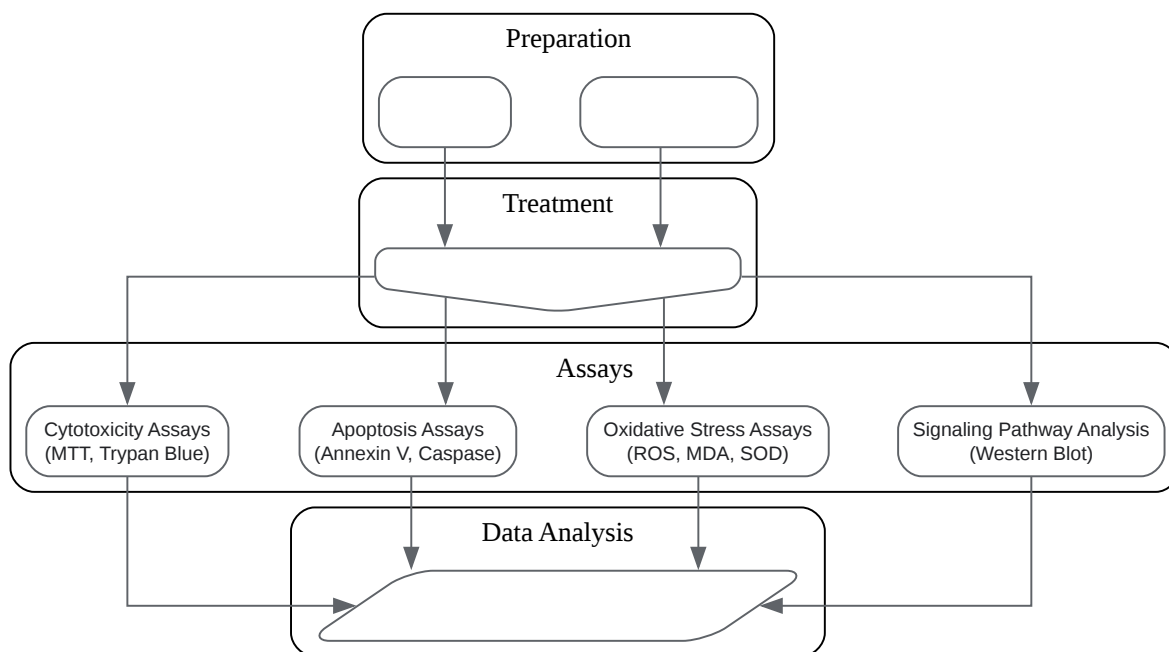 Preparation
Treatment
Assays
Cytotoxicity Assays
(MTT, Trypan Blue)
Apoptosis Assays
(Annexin V, Caspase)
Oxidative Stress Assays
(ROS, MDA, SOD)
Signaling Pathway Analysis
(Western Blot)
Data Analysis